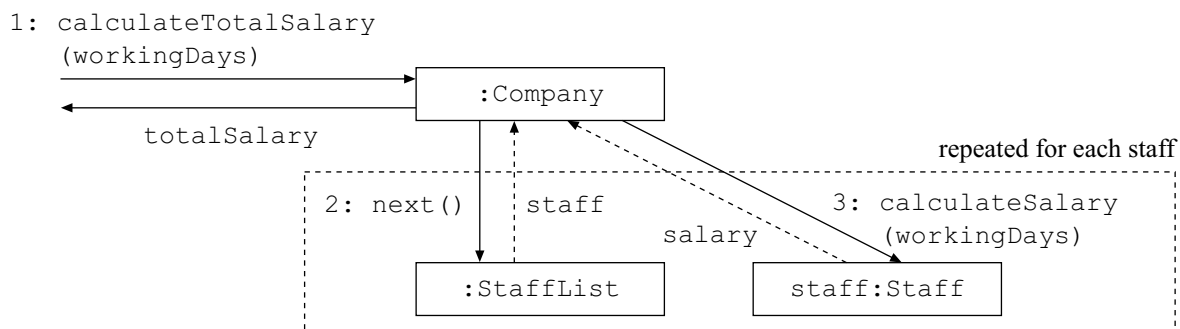 1: calculateTotalSalary
(workingDays)
:Company
totalSalary
repeated for each staff
2: next()
staff
3: calculateSalary
(workingDays)
salary
:StaffList
staff:Staff